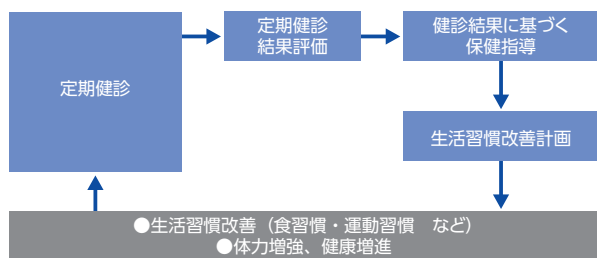 定期健診
定期健診
結果評価
健診結果に基づく
保健指導
生活習慣改善計画
●生活習慣改善（食習慣・運動習慣　など）
●体力増強、健康増進